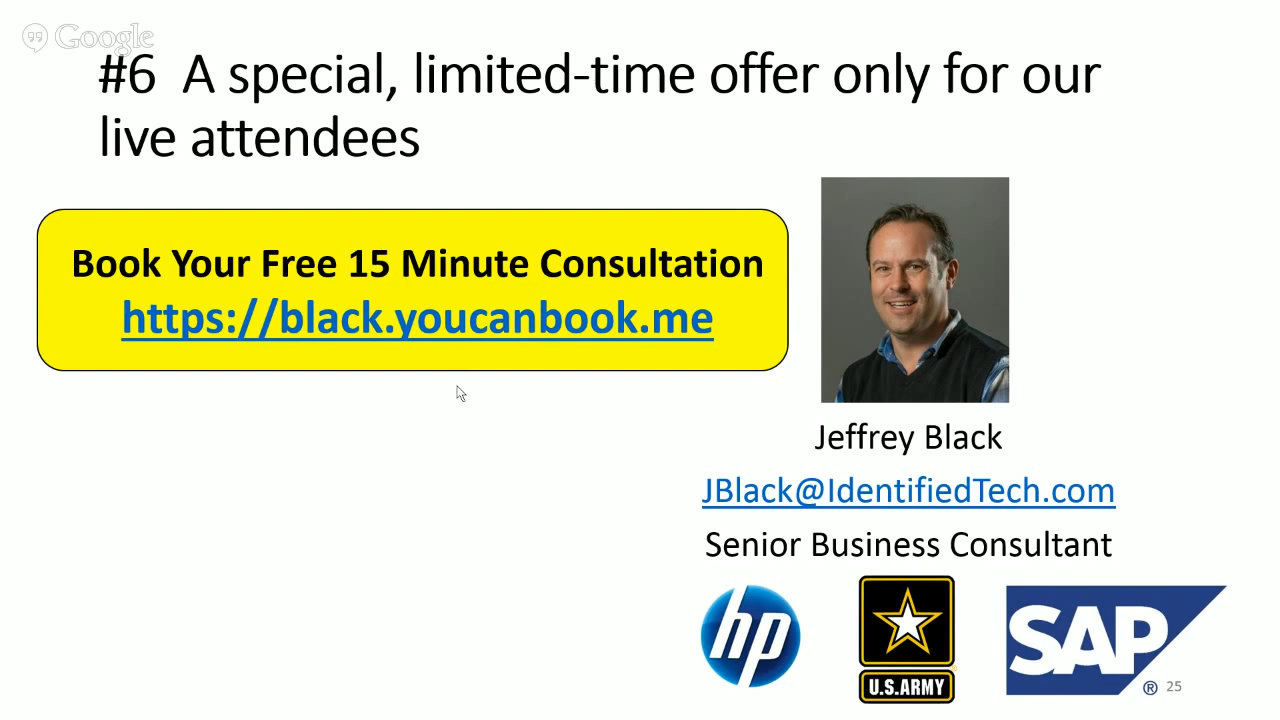 Google
#6 A special, limited-time offer only for our
live attendees
Book Your Free 15 Minute Consultation
https://black.youcanbook.me
Jeffrey Black
JBlack@IdentifiedTech.com
Senior Business Consultant
hp
U.S.ARMY
SAP ®
25